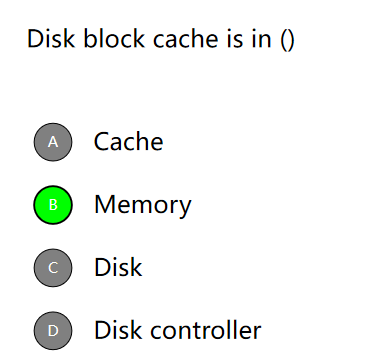 Disk block cache is in ()
A Cache
B Memory
C Disk
D Disk controller